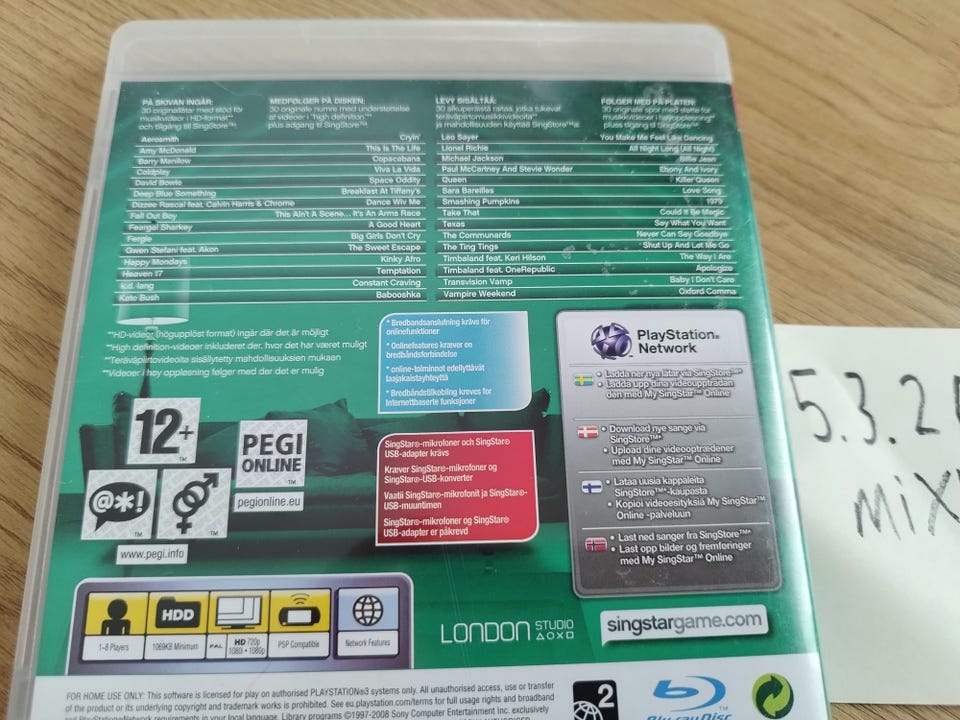 PÅ SKIVAN INGÅR:
30 originallåtar med stöd för
musikvideor i HD-format**
och tillgång till SingStore™*
MEDFØLGER PÅ DISKEN:
30 originale numre med understøttelse
af videoer i "high definition"**
plus adgang til SingStore™*
LEVY SISÄLTÄÄ:
30 alkuperäistä raitaa, jotka tukevat
teräväpiirtomusiikkivideoita**
ja mahdollisuuden käyttää SingStore™*a
FØLGER MED PÅ PLATEN:
30 originale spor med støtte for
musikkvideoer i høyoppløsning**
pluss tilgang til SingStore™*
Aerosmith Cryin'
Amy McDonald This Is The Life
Barry Manilow Copacabana
Coldplay Viva La Vida
David Bowie Space Oddity
Deep Blue Something Breakfast At Tiffany's
Dizzee Rascal feat. Calvin Harris & Chrome Dance Wiv Me
Fall Out Boy This Ain't A Scene... It's An Arms Race
Feargal Sharkey A Good Heart
Fergie Big Girls Don't Cry
Gwen Stefani feat. Akon The Sweet Escape
Happy Mondays Kinky Afro
Heaven 17 Temptation
k.d. lang Constant Craving
Kate Bush Babooshka
Leo Sayer You Make Me Feel Like Dancing
Lionel Richie All Night Long (All Night)
Michael Jackson Billie Jean
Paul McCartney And Stevie Wonder Ebony And Ivory
Queen Killer Queen
Sara Bareilles Love Song
Smashing Pumpkins 1979
Take That Could It Be Magic
Texas Say What You Want
The Communards Never Can Say Goodbye
The Ting Tings Shut Up And Let Me Go
Timbaland feat. Keri Hilson The Way I Are
Timbaland feat. OneRepublic Apologize
Transvision Vamp Baby I Don't Care
Vampire Weekend Oxford Comma
**HD-videor (högupplöst format) ingår där det är möjligt
**High definition-videoer inkluderet der, hvor det har været muligt
**Teräväpiirtovideoita sisällytetty mahdollisuuksien mukaan
**Videoer i høy oppløsning følger med der det er mulig
* Bredbandsanslutning krävs för
onlinefunktioner
* Onlinefeatures kræver en
bredbåndsforbindelse
* online-toiminnot edellyttävät
laajakaistayhteyttä
* Bredbåndstilkobling kreves for
Internettbaserte funksjoner
PlayStation®
Network
• Ladda ner nya låtar via SingStore™*
• Ladda upp dina videouppträdan
den med My SingStar™ Online
• Download nye sange via
SingStore™*
• Upload dine videooptrædener
med My SingStar™ Online
• Lataa uusia kappaleita
SingStore™*-kaupasta
• Kopioi videoesityksiä My SingStar™
Online -palveluun
• Last ned sanger fra SingStore™*
• Last opp bilder og fremføringer
med My SingStar™ Online
12+
PEGI
ONLINE
pegionline.eu
@*!
www.pegi.info
SingStar®-mikrofoner och SingStar®
USB-adapter krävs
Kræver SingStar®-mikrofoner og
SingStar®-USB-konverter
Vaatii SingStar®-mikrofonit ja SingStar®-
USB-muuntimen
SingStar®-mikrofoner og SingStar®
USB-adapter er påkrevd
1-8 Players
HDD
1069KB Minimum
PAL
HD 720p
1080i • 1080p
PSP Compatible
Network Features
LONDON STUDIO
singstargame.com
5.3.2
MiX
FOR HOME USE ONLY: This software is licensed for play on authorised PLAYSTATION®3 systems only. All unauthorised access, use or transfer
of the product or its underlying copyright and trademark works is prohibited. See eu.playstation.com/terms for full usage rights and broadband
and PlayStation®Network requirements in your local language. Library programs ©1997-2008 Sony Computer Entertainment Inc. exclusively
2
Blu-ray Disc